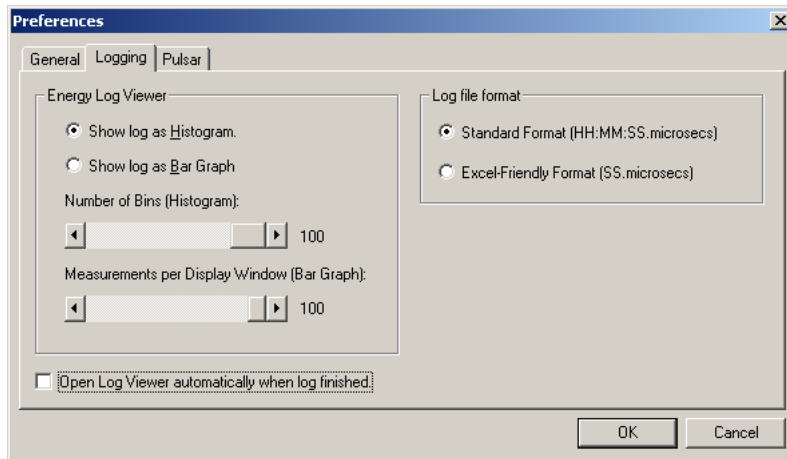 Preferences
General Logging Pulsar
Energy Log Viewer
Show log as Histogram.
Show log as Bar Graph
Number of Bins (Histogram):
100
Measurements per Display Window (Bar Graph):
100
Log file format
Standard Format (HH:MM:SS.microsecs)
Excel-Friendly Format (SS.microsecs)
Open Log Viewer automatically when log finished.
OK Cancel